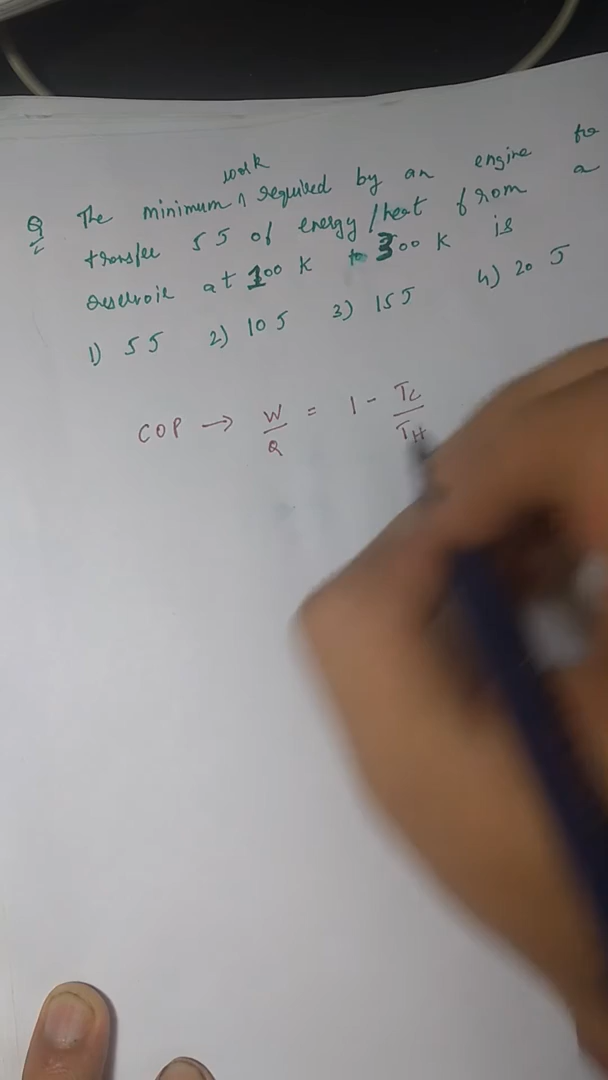 Q The minimum ∧ work required by an engine to
transfer 5 J of energy / heat from a
reservoir at 100 K to 300 K is
1) 5 J 2) 10 J 3) 15 J 4) 20 J
COP → W/Q = 1 - TL/TH